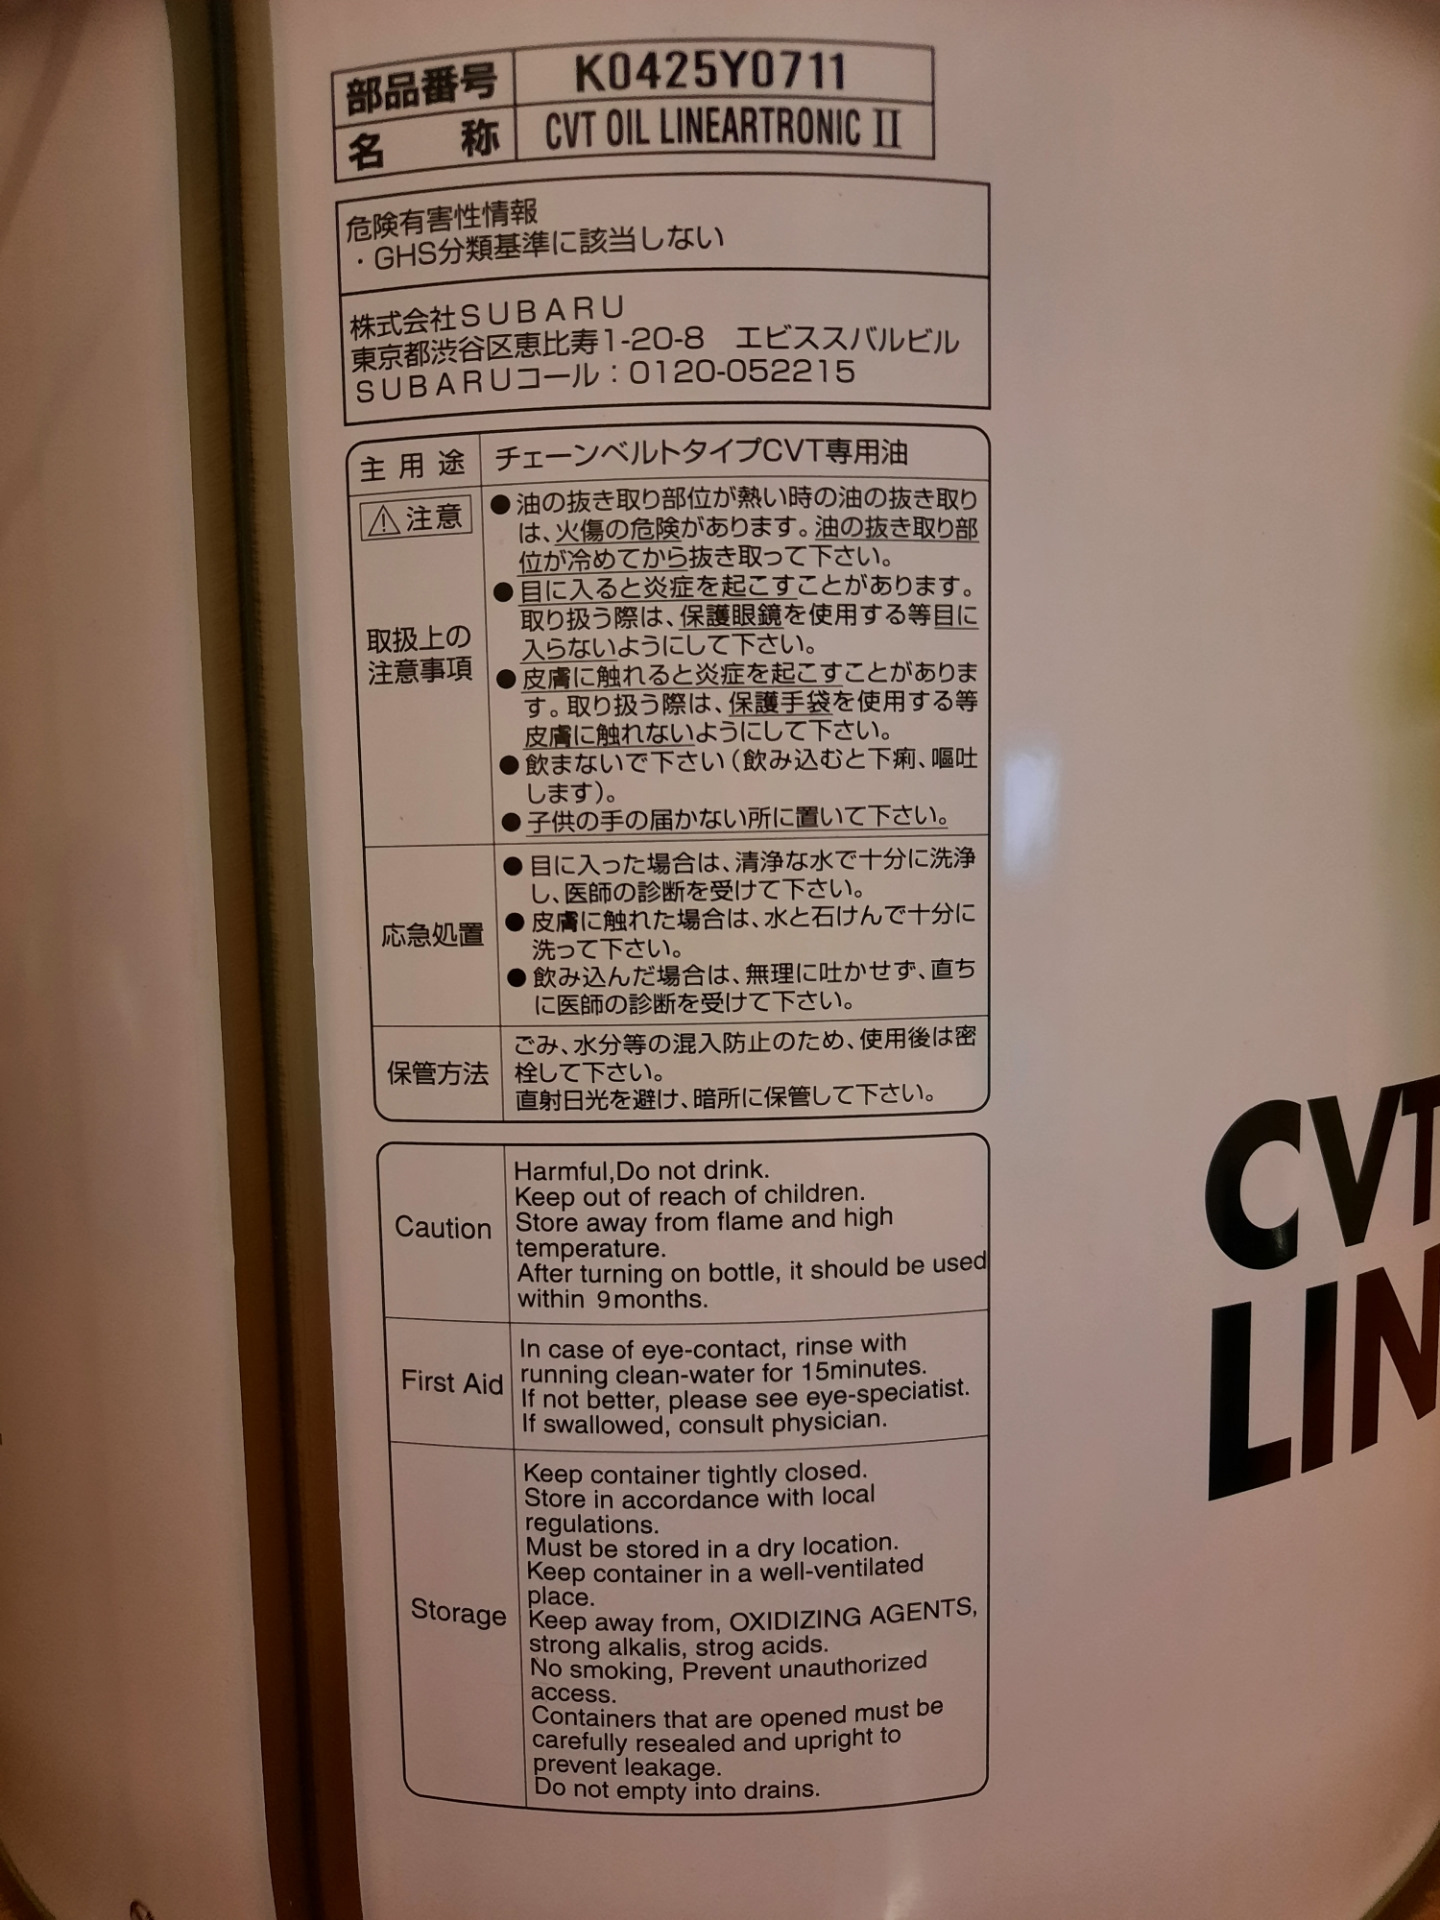 部品番号 K0425Y0711
名 称 CVT OIL LINEARTRONIC II
危険有害性情報
・GHS分類基準に該当しない
株式会社SUBARU
東京都渋谷区恵比寿1-20-8 エビススバルビル
SUBARUコール：0120-052215
主用途 チェーンベルトタイプCVT専用油
⚠注意
取扱上の
注意事項
●油の抜き取り部位が熱い時の油の抜き取り
は、火傷の危険があります。油の抜き取り部
位が冷めてから抜き取って下さい。
●目に入ると炎症を起こすことがあります。
取り扱う際は、保護眼鏡を使用する等目に
入らないようにして下さい。
●皮膚に触れると炎症を起こすことがありま
す。取り扱う際は、保護手袋を使用する等
皮膚に触れないようにして下さい。
●飲まないで下さい（飲み込むと下痢、嘔吐
します）。
●子供の手の届かない所に置いて下さい。
応急処置
●目に入った場合は、清浄な水で十分に洗浄
し、医師の診断を受けて下さい。
●皮膚に触れた場合は、水と石けんで十分に
洗って下さい。
●飲み込んだ場合は、無理に吐かせず、直ち
に医師の診断を受けて下さい。
保管方法
ごみ、水分等の混入防止のため、使用後は密
栓して下さい。
直射日光を避け、暗所に保管して下さい。
Caution
Harmful,Do not drink.
Keep out of reach of children.
Store away from flame and high
temperature.
After turning on bottle, it should be used
within 9months.
First Aid
In case of eye-contact, rinse with
running clean-water for 15minutes.
If not better, please see eye-speciatist.
If swallowed, consult physician.
Storage
Keep container tightly closed.
Store in accordance with local
regulations.
Must be stored in a dry location.
Keep container in a well-ventilated
place.
Keep away from, OXIDIZING AGENTS,
strong alkalis, strog acids.
No smoking, Prevent unauthorized
access.
Containers that are opened must be
carefully resealed and upright to
prevent leakage.
Do not empty into drains.
CVT
LIN